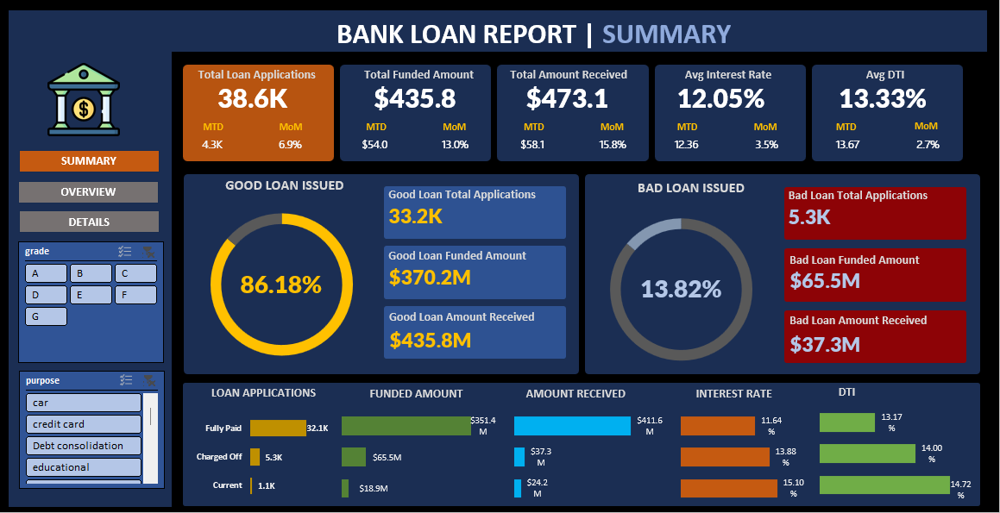 BANK LOAN REPORT | SUMMARY
$
SUMMARY
OVERVIEW
DETAILS
grade
A B C
D E F
G
purpose
car
credit card
Debt consolidation
educational
Total Loan Applications
38.6K
MTD MoM
4.3K 6.9%
Total Funded Amount
$435.8
MTD MoM
$54.0 13.0%
Total Amount Received
$473.1
MTD MoM
$58.1 15.8%
Avg Interest Rate
12.05%
MTD MoM
12.36 3.5%
Avg DTI
13.33%
MTD MoM
13.67 2.7%
GOOD LOAN ISSUED
86.18%
Good Loan Total Applications
33.2K
Good Loan Funded Amount
$370.2M
Good Loan Amount Received
$435.8M
BAD LOAN ISSUED
13.82%
Bad Loan Total Applications
5.3K
Bad Loan Funded Amount
$65.5M
Bad Loan Amount Received
$37.3M
LOAN APPLICATIONS
Fully Paid 32.1K
Charged Off 5.3K
Current 1.1K
FUNDED AMOUNT
$351.4
M
$65.5M
$18.9M
AMOUNT RECEIVED
$411.6
M
$37.3
M
$24.2
M
INTEREST RATE
11.64
%
13.88
%
15.10
%
DTI
13.17
%
14.00
%
14.72
%